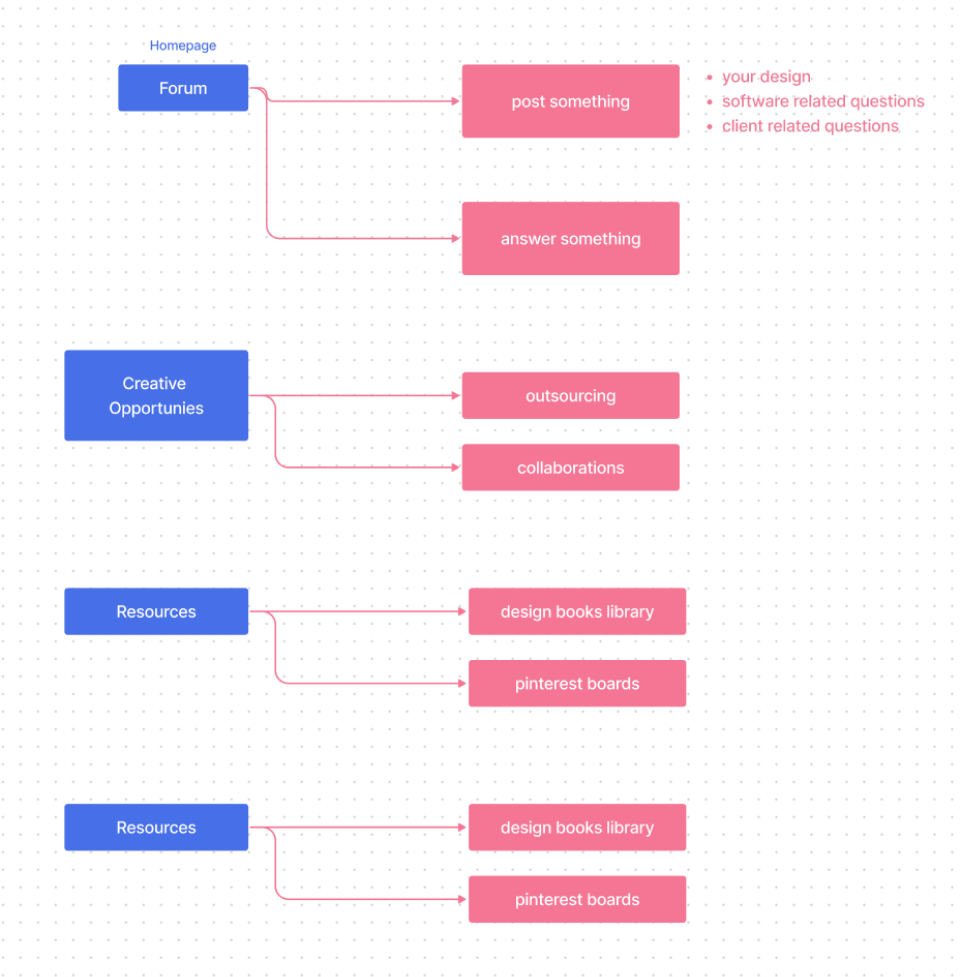 Homepage
Forum
post something
• your design
• software related questions
• client related questions
answer something
Creative
Opportunies
outsourcing
collaborations
Resources
design books library
pinterest boards
Resources
design books library
pinterest boards